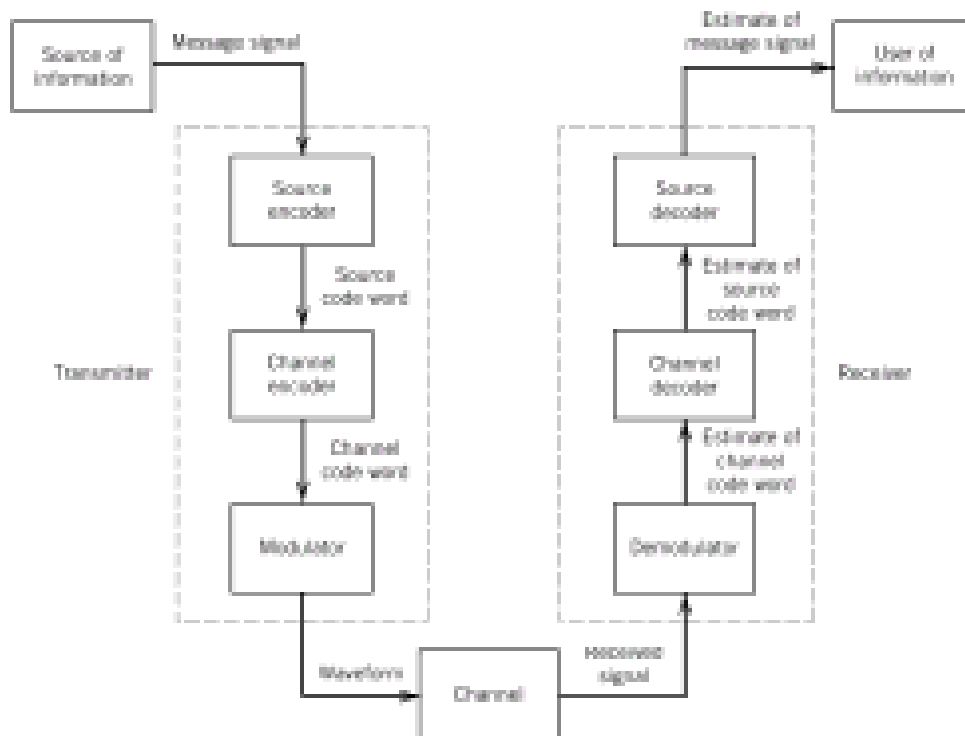 Source of
information
Message signal
Estimate of
message signal
User of
information
Source
encoder
Source
code word
Channel
encoder
Channel
code word
Modulator
Transmitter
Waveform
Channel
Received
signal
Demodulator
Estimate of
channel
code word
Channel
decoder
Estimate of
source
code word
Source
decoder
Receiver